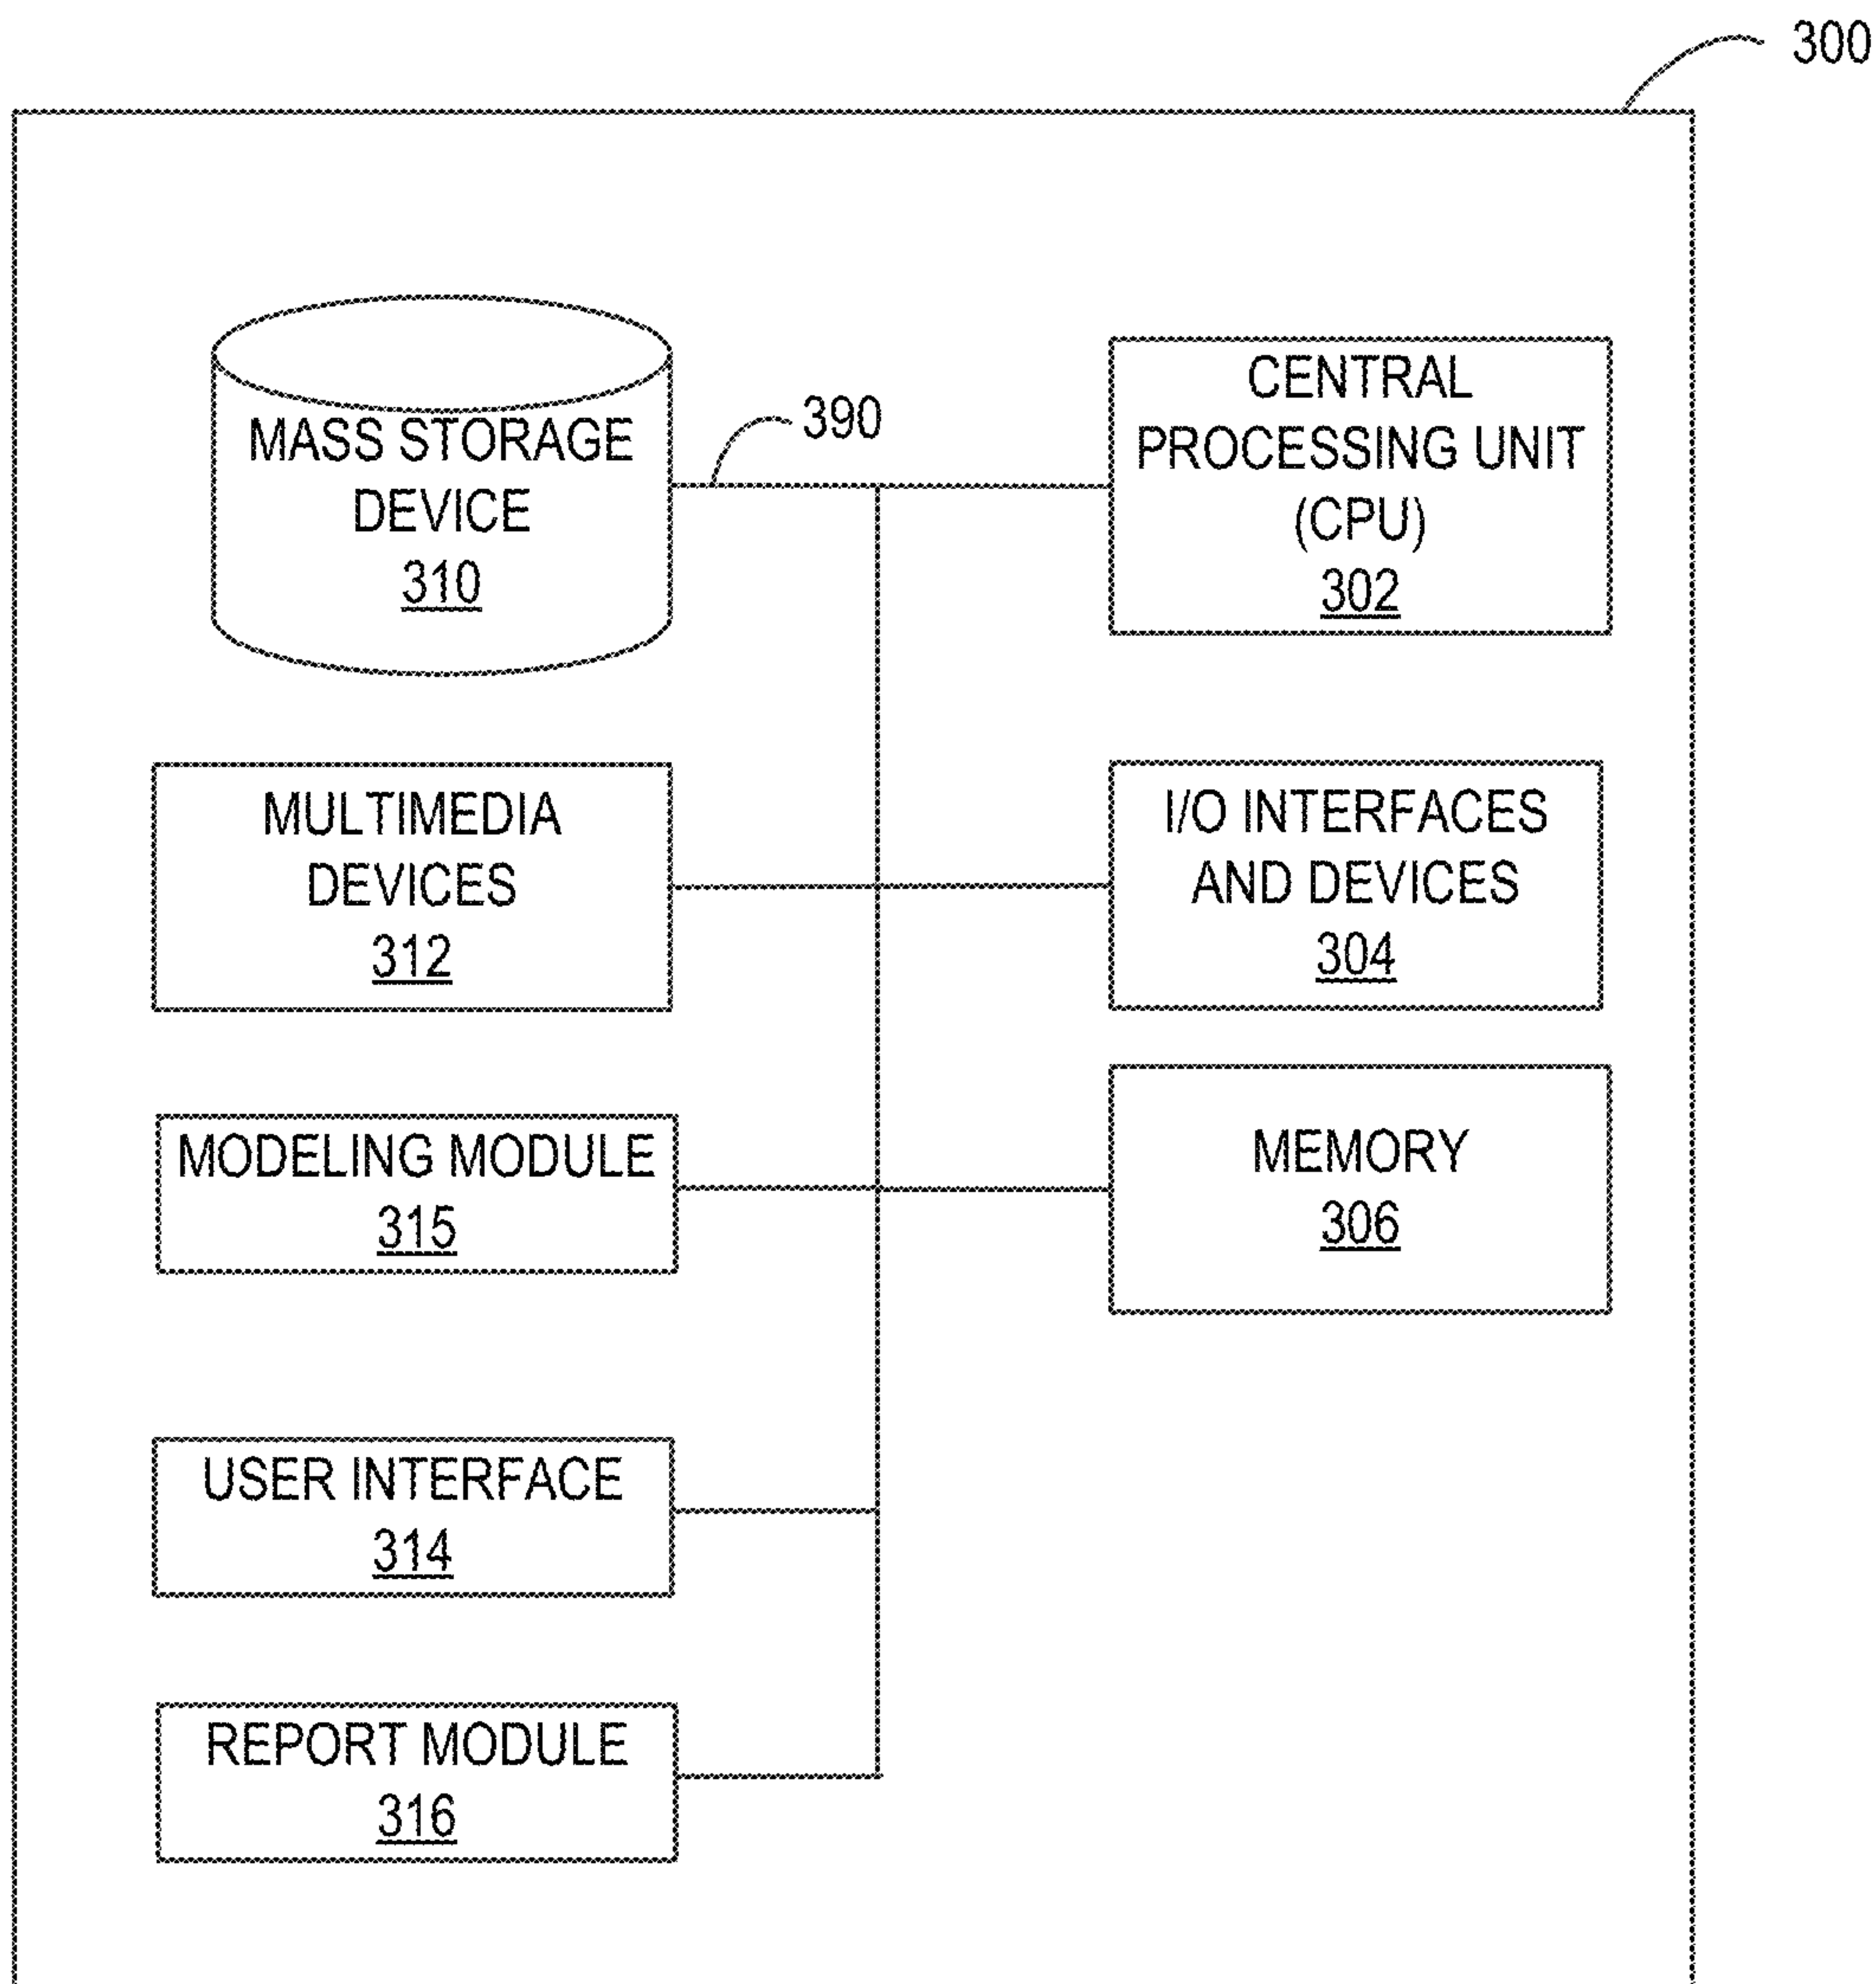 300
MASS STORAGE
DEVICE
310
390
CENTRAL
PROCESSING UNIT
(CPU)
302
MULTIMEDIA
DEVICES
312
I/O INTERFACES
AND DEVICES
304
MODELING MODULE
315
MEMORY
306
USER INTERFACE
314
REPORT MODULE
316